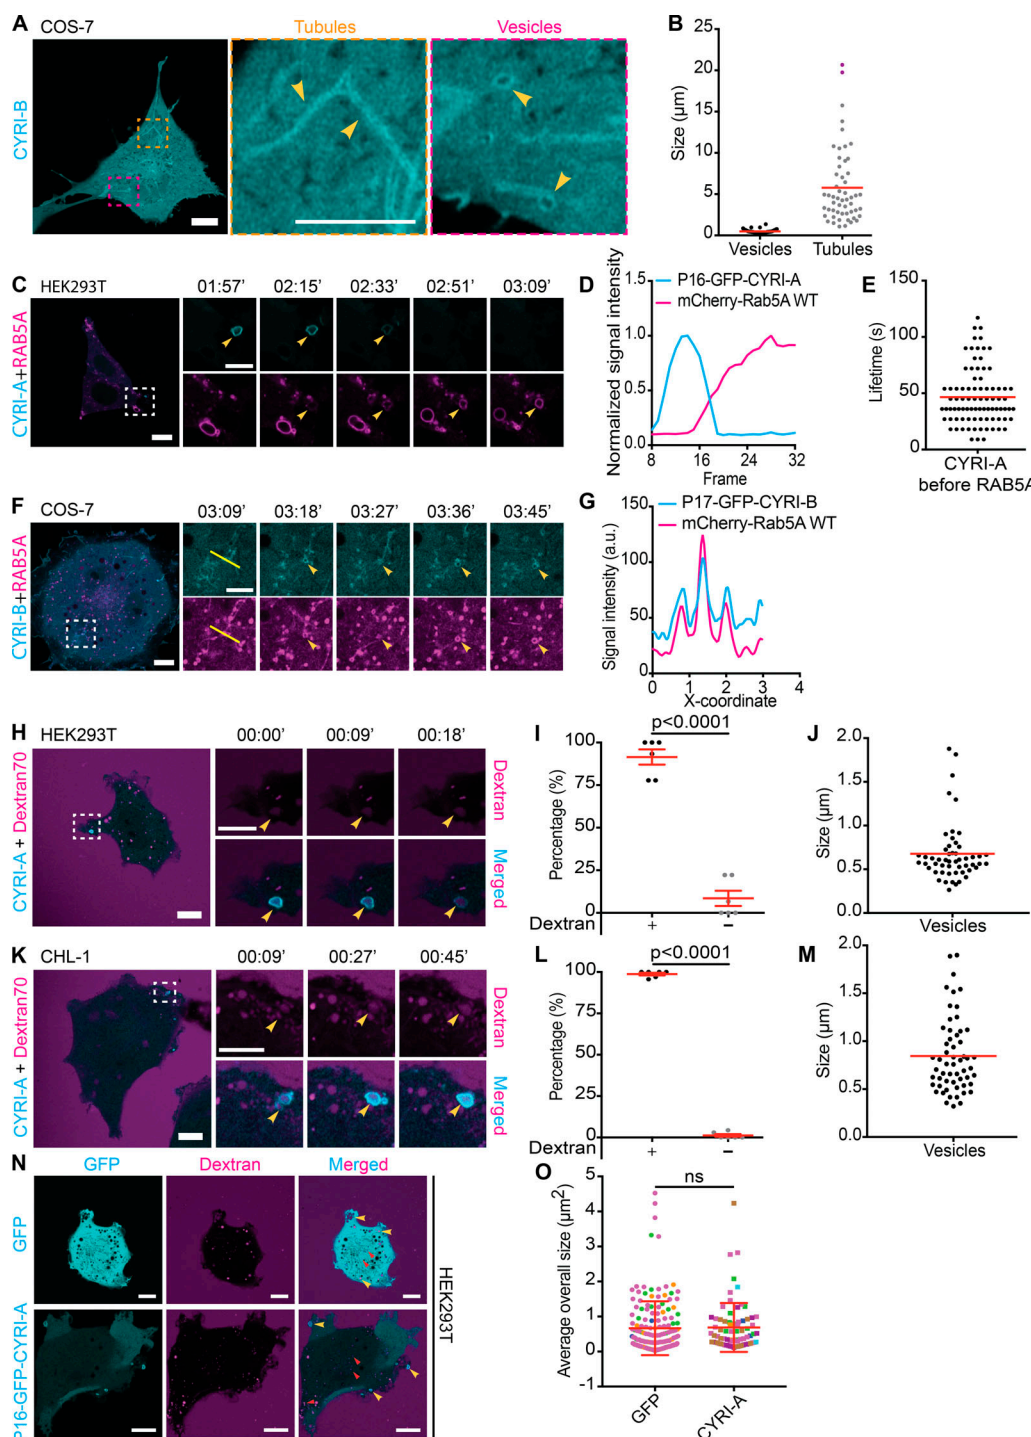 A COS-7 Tubules Vesicles
CYRI-B
B
Size (µm)
25
20
15
10
5
0
Vesicles Tubules
C HEK293T 01:57' 02:15' 02:33' 02:51' 03:09'
CYRI-A+RAB5A
D
P16-GFP-CYRI-A
mCherry-Rab5A WT
Normalized signal intensity
1.5
1.0
0.5
0.0
8 16 24 32
Frame
E
Lifetime (s)
150
100
50
0
CYRI-A
before RAB5A
F COS-7 03:09' 03:18' 03:27' 03:36' 03:45'
CYRI-B+RAB5A
G
P17-GFP-CYRI-B
mCherry-Rab5A WT
Signal intensity (a.u.)
150
100
50
0
0 1 2 3 4
X-coordinate
H HEK293T 00:00' 00:09' 00:18'
CYRI-A + Dextran70
Dextran
Merged
I
p<0.0001
Percentage (%)
100
75
50
25
0
Dextran + −
J
Size (µm)
2.0
1.5
1.0
0.5
0.0
Vesicles
K CHL-1 00:09' 00:27' 00:45'
CYRI-A + Dextran70
Dextran
Merged
L
p<0.0001
Percentage (%)
100
75
50
25
0
Dextran + −
M
Size (µm)
2.0
1.5
1.0
0.5
0.0
Vesicles
N GFP Dextran Merged
GFP
P16-GFP-CYRI-A
HEK293T
O
ns
Average overall size (µm²)
5
4
3
2
1
0
-1
GFP CYRI-A